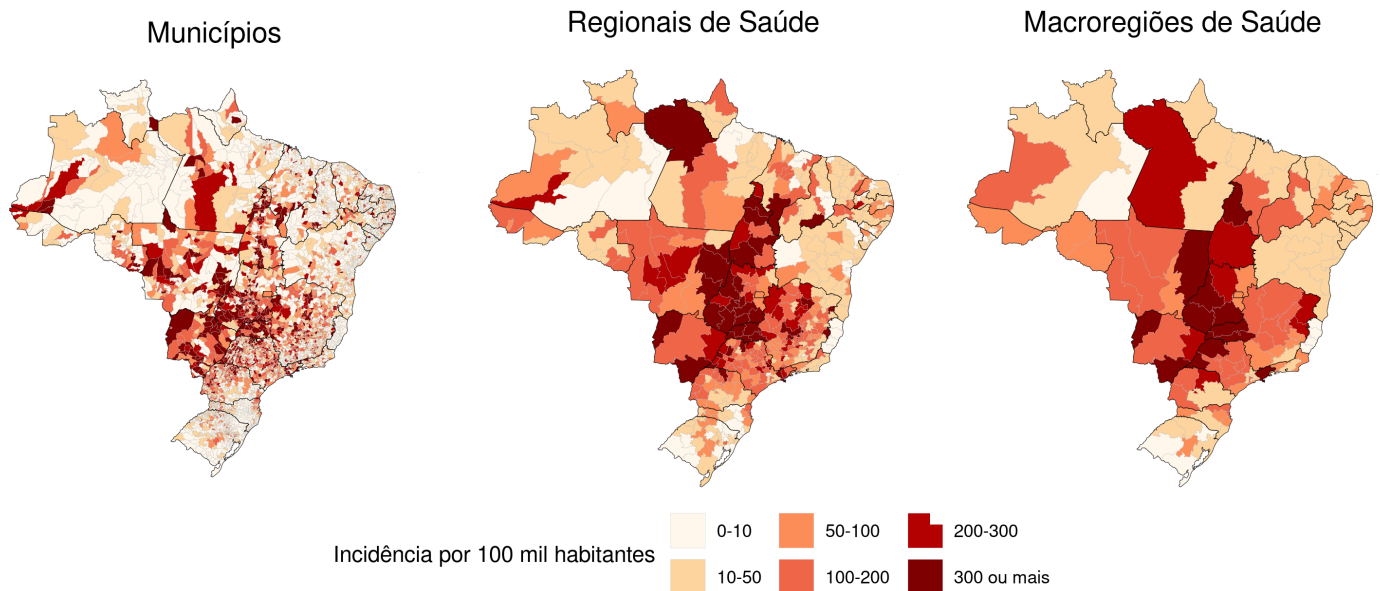 Municípios
Regionais de Saúde
Macroregiões de Saúde
Incidência por 100 mil habitantes
0-10
50-100
200-300
10-50
100-200
300 ou mais